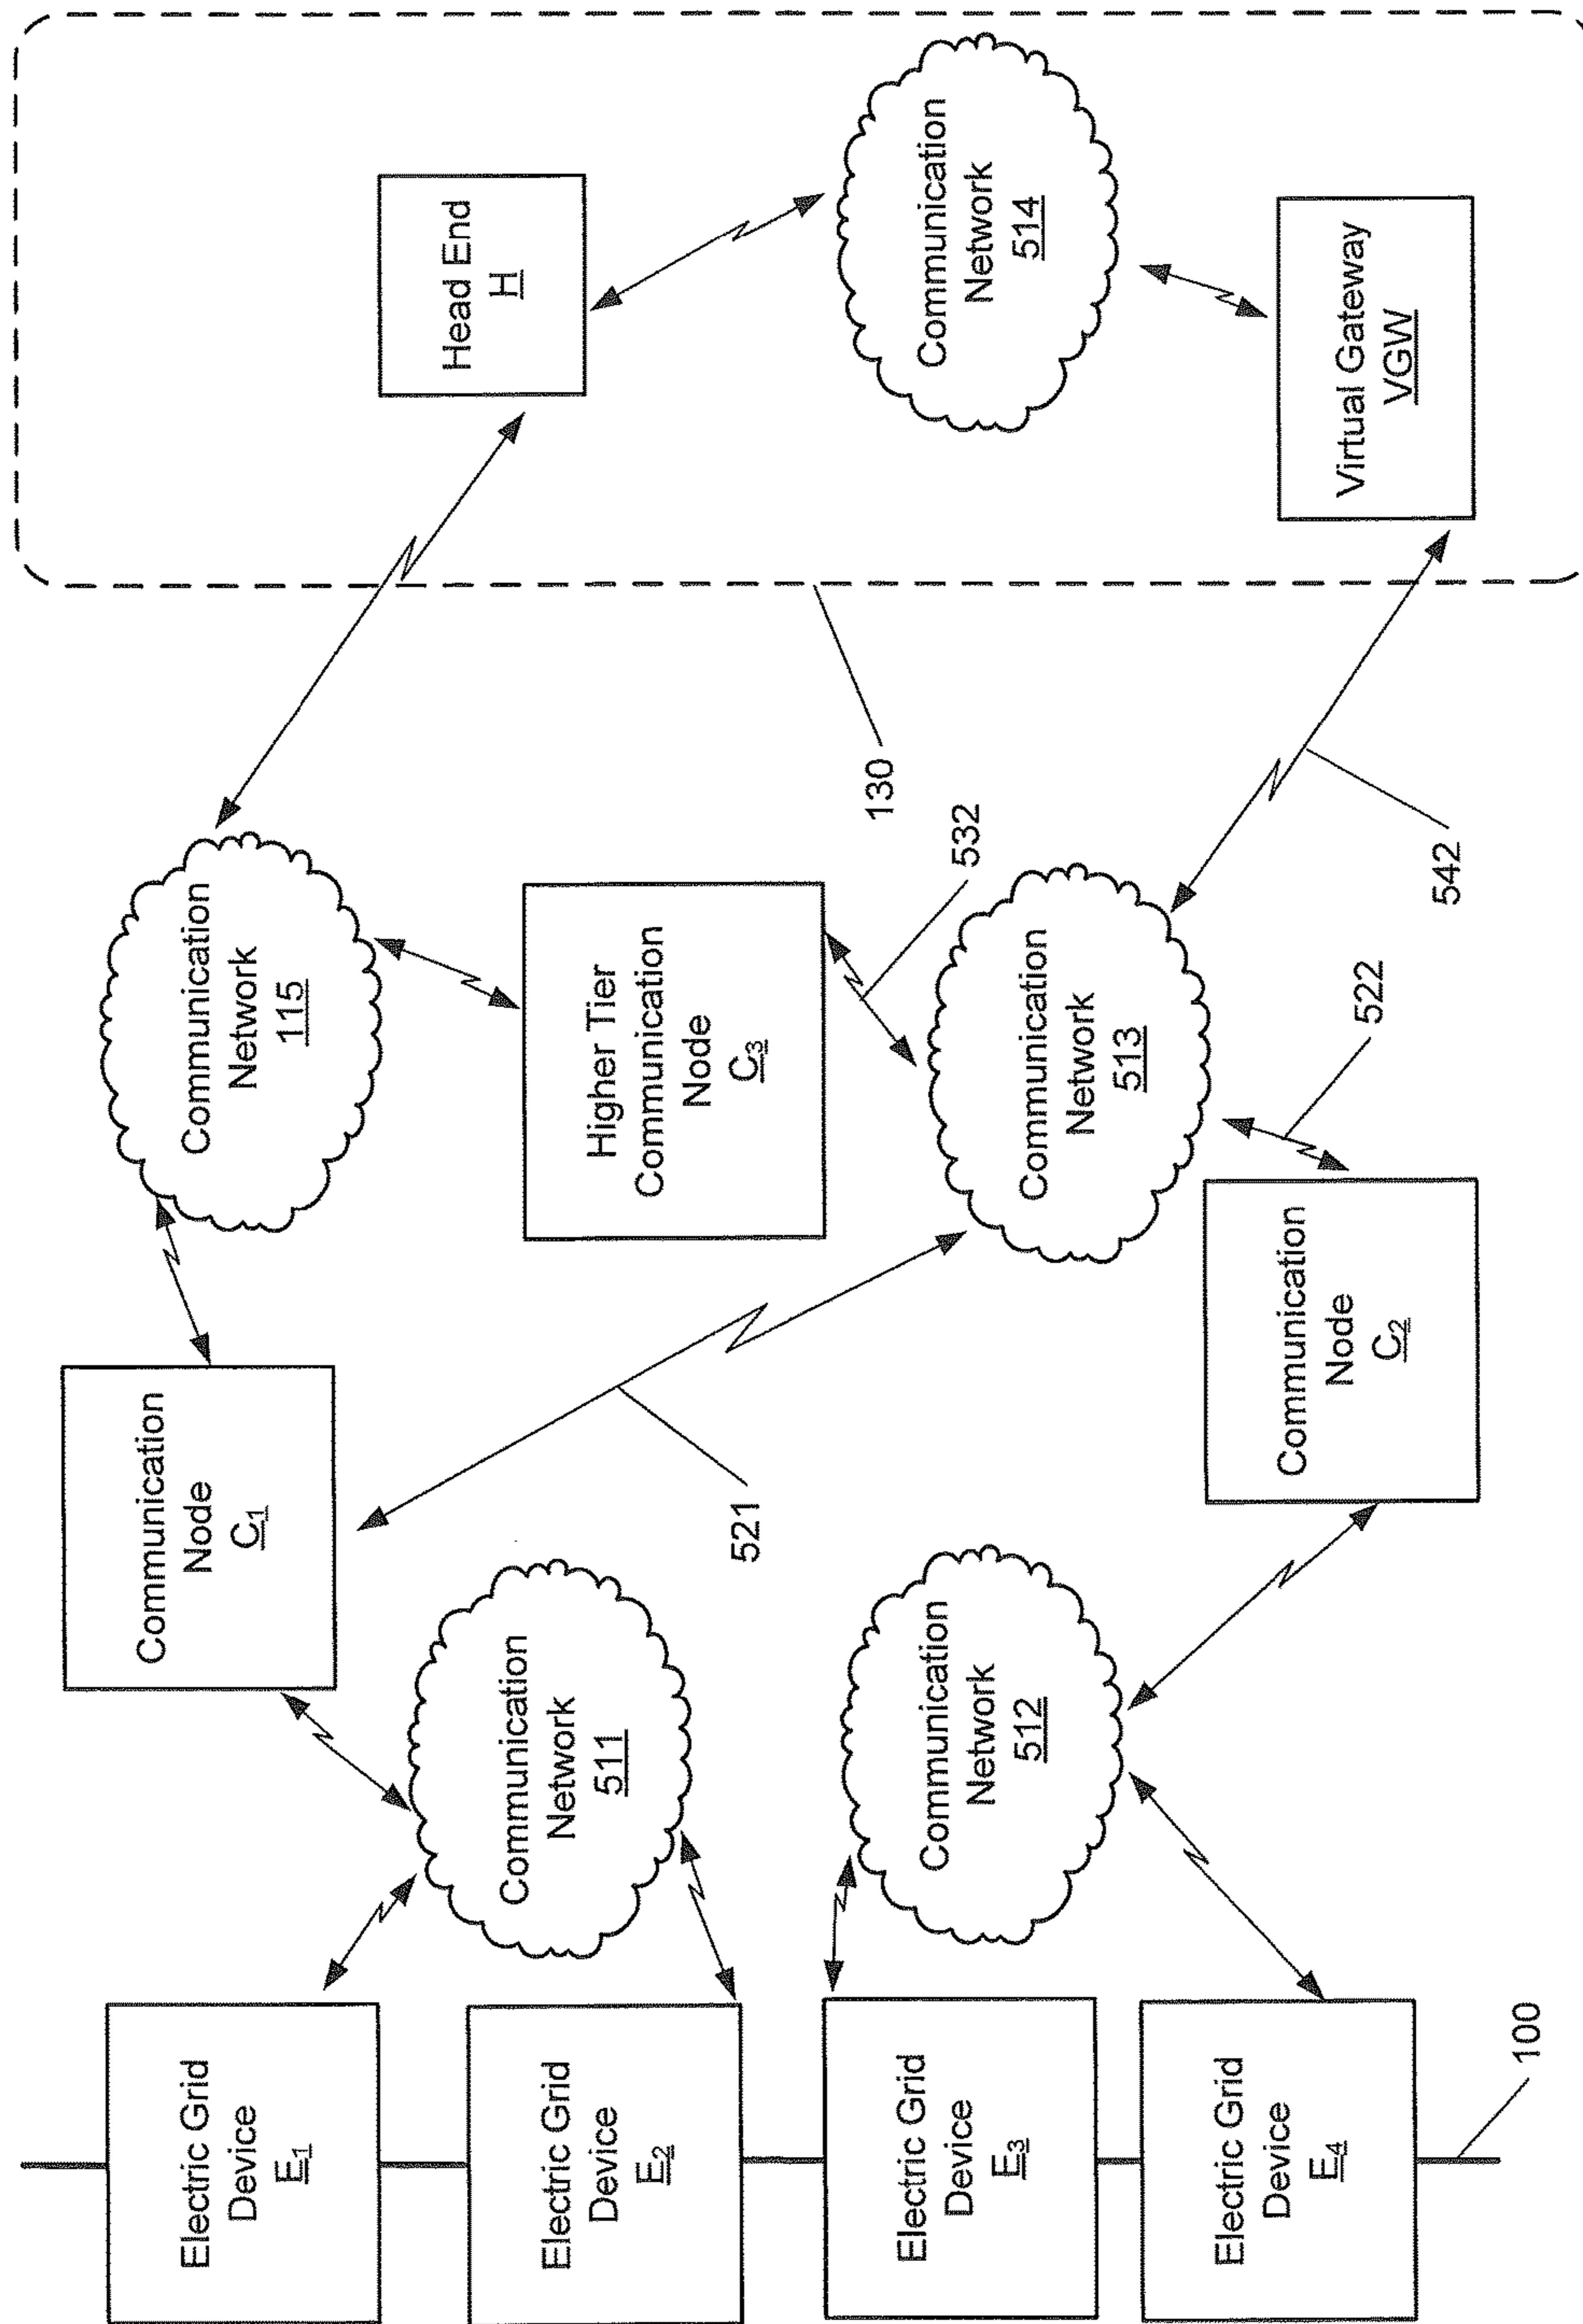 Electric Grid
Device
E1
Electric Grid
Device
E2
Electric Grid
Device
E3
Electric Grid
Device
E4
100
Communication
Network
511
Communication
Network
512
Communication
Node
C1
521
Communication
Node
C2
522
Communication
Network
115
Higher Tier
Communication
Node
C3
532
Communication
Network
513
130
542
Head End
H
Communication
Network
514
Virtual Gateway
VGW